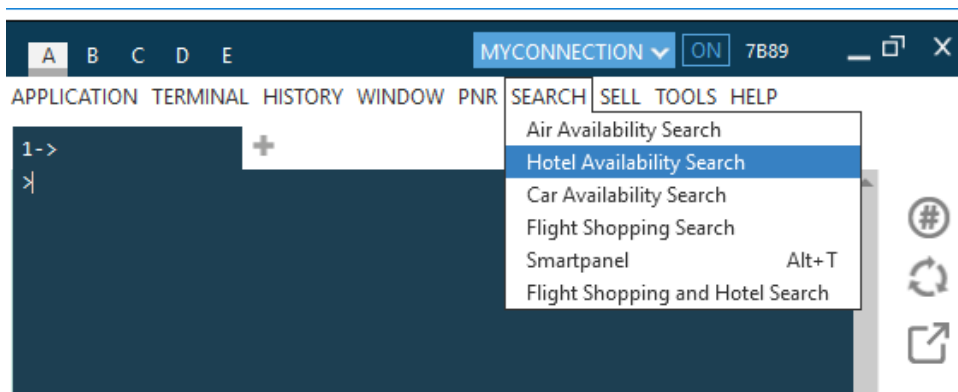 A B C D E MYCONNECTION ON 7B89
APPLICATION TERMINAL HISTORY WINDOW PNR SEARCH SELL TOOLS HELP
1->
>
Air Availability Search
Hotel Availability Search
Car Availability Search
Flight Shopping Search
Smartpanel Alt+T
Flight Shopping and Hotel Search
#